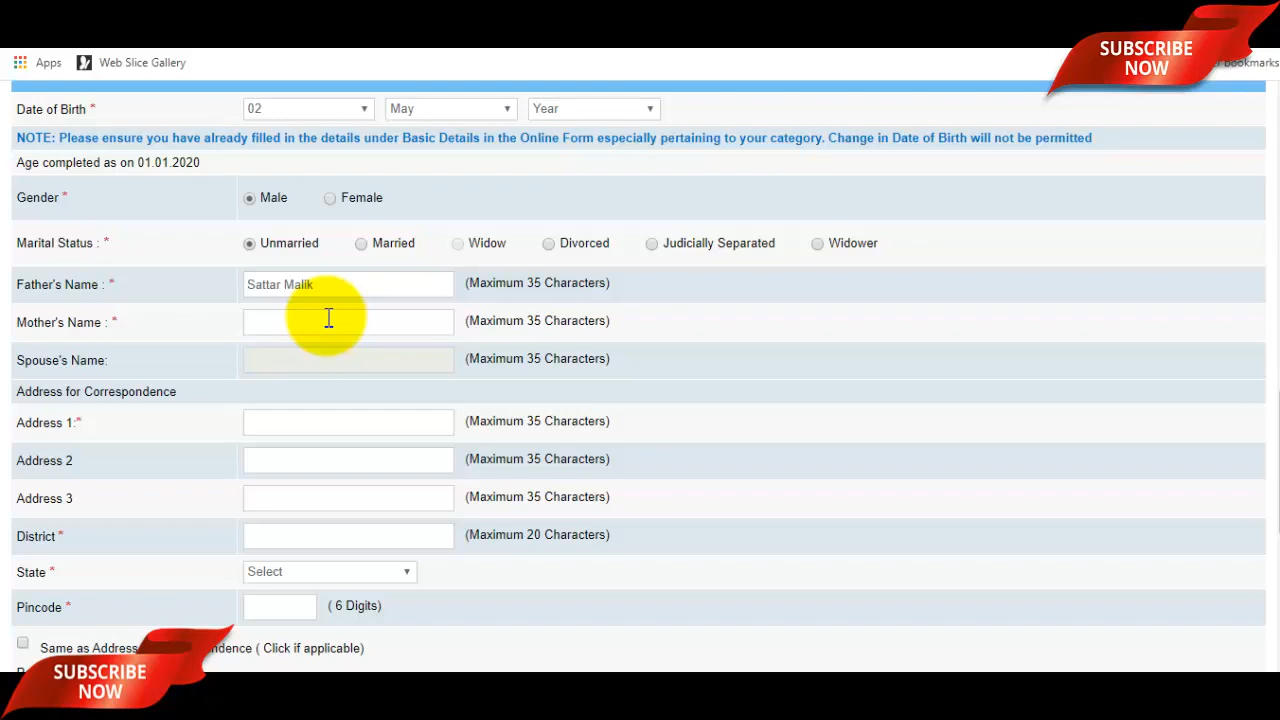 SUBSCRIBE
NOW
Apps Web Slice Gallery bookmarks
Date of Birth * 02 May Year
NOTE: Please ensure you have already filled in the details under Basic Details in the Online Form especially pertaining to your category. Change in Date of Birth will not be permitted
Age completed as on 01.01.2020
Gender * Male Female
Marital Status : * Unmarried Married Widow Divorced Judicially Separated Widower
Father's Name : * Sattar Malik (Maximum 35 Characters)
Mother's Name : * (Maximum 35 Characters)
Spouse's Name: (Maximum 35 Characters)
Address for Correspondence
Address 1:* (Maximum 35 Characters)
Address 2 (Maximum 35 Characters)
Address 3 (Maximum 35 Characters)
District * (Maximum 20 Characters)
State * Select
Pincode * ( 6 Digits)
Same as Address ( Click if applicable)
SUBSCRIBE
NOW